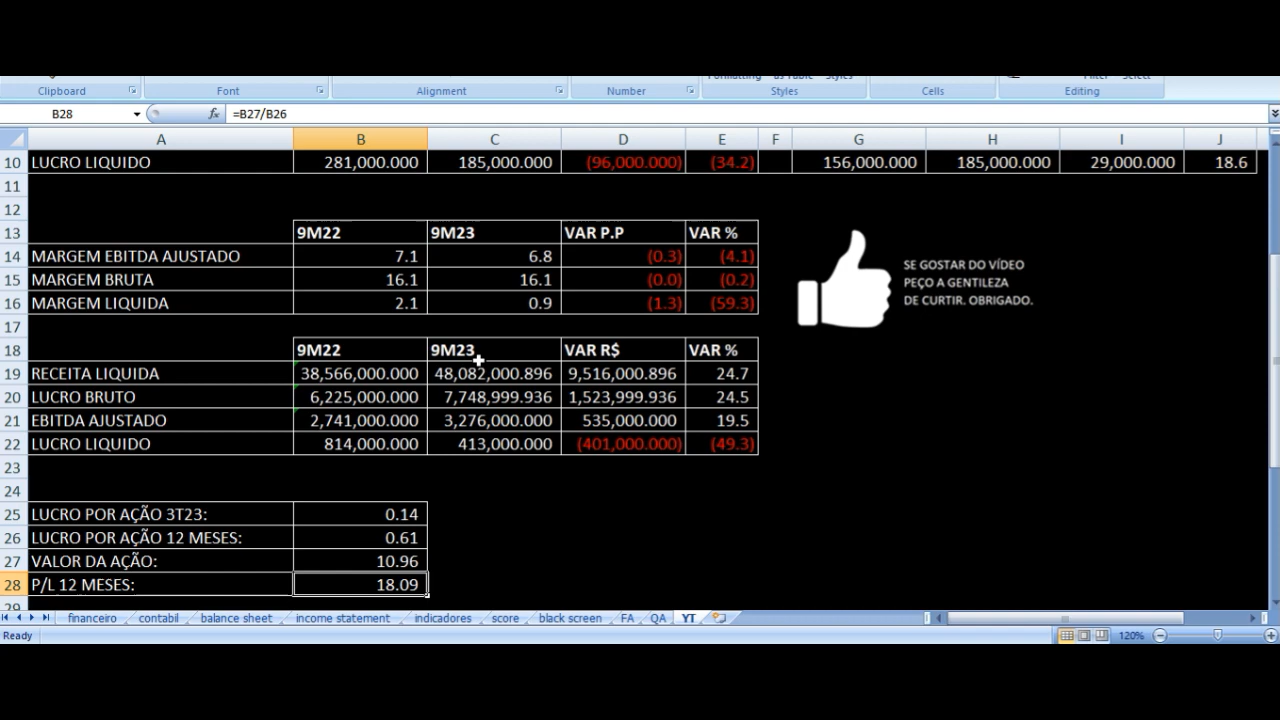 Clipboard Font Alignment Number Styles Cells Editing
B28 fx =B27/B26
A B C D E F G H I J
10 LUCRO LIQUIDO 281,000.000 185,000.000 (96,000.000) (34.2) 156,000.000 185,000.000 29,000.000 18.6
11
12
13 9M22 9M23 VAR P.P VAR %
14 MARGEM EBITDA AJUSTADO 7.1 6.8 (0.3) (4.1)
15 MARGEM BRUTA 16.1 16.1 (0.0) (0.2)
16 MARGEM LIQUIDA 2.1 0.9 (1.3) (59.3)
SE GOSTAR DO VÍDEO
PEÇO A GENTILEZA
DE CURTIR. OBRIGADO.
17
18 9M22 9M23 VAR R$ VAR %
19 RECEITA LIQUIDA 38,566,000.000 48,082,000.896 9,516,000.896 24.7
20 LUCRO BRUTO 6,225,000.000 7,748,999.936 1,523,999.936 24.5
21 EBITDA AJUSTADO 2,741,000.000 3,276,000.000 535,000.000 19.5
22 LUCRO LIQUIDO 814,000.000 413,000.000 (401,000.000) (49.3)
23
24
25 LUCRO POR AÇÃO 3T23: 0.14
26 LUCRO POR AÇÃO 12 MESES: 0.61
27 VALOR DA AÇÃO: 10.96
28 P/L 12 MESES: 18.09
29
financeiro contabil balance sheet income statement indicadores score black screen FA QA YT
Ready 120%